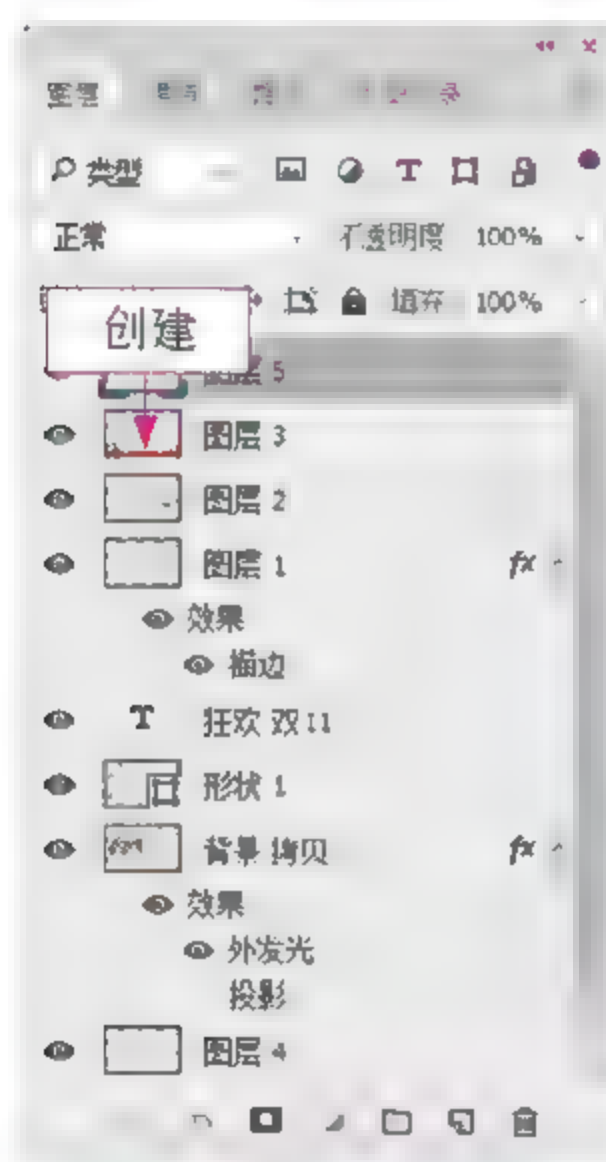 图层
类型 T
正常 不透明度 100%
填充 100%
创建
图层 5
图层 3
图层 2
图层 1 fx
效果
描边
T 狂欢 双11
形状 1
背景 拷贝 fx
效果
外发光
投影
图层 4